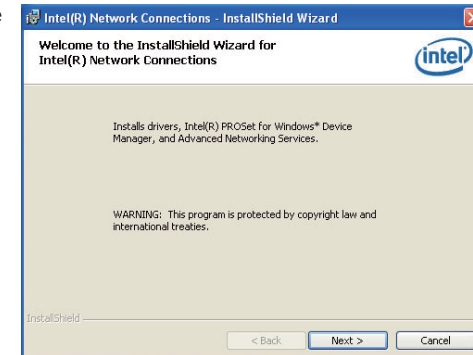 e
Intel(R) Network Connections - InstallShield Wizard
Welcome to the InstallShield Wizard for
Intel(R) Network Connections
intel
Installs drivers, Intel(R) PROSet for Windows* Device
Manager, and Advanced Networking Services.
WARNING: This program is protected by copyright law and
international treaties.
InstallShield
< Back Next > Cancel